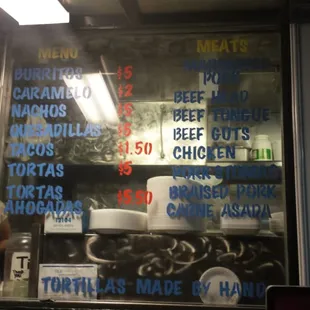 MENU
BURRITOS $5
CARAMELO $2
NACHOS $5
QUESADILLAS $5
TACOS $1.50
TORTAS $5
TORTAS
AHOGADAS $5.50
MEATS
PORK
BEEF HEAD
BEEF TONGUE
BEEF GUTS
CHICKEN
BRAISED PORK
CARNE ASADA
TORTILLAS MADE BY HAND